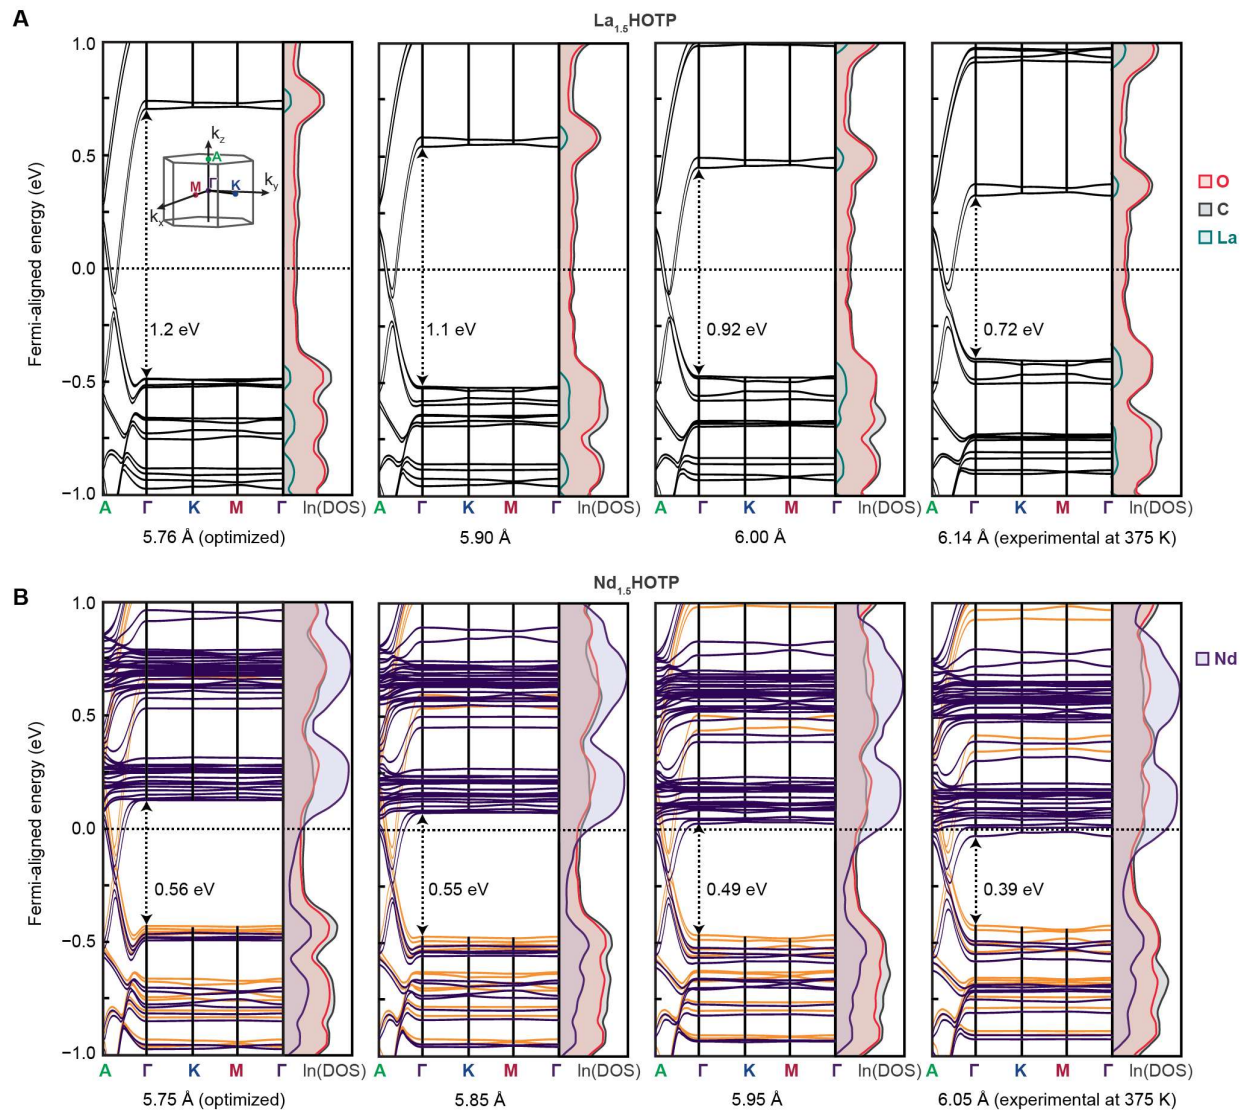 A
La1.5HOTP
Fermi-aligned energy (eV)
1.0
0.5
0.0
−0.5
−1.0
kz
A
M
Γ
K
ky
kx
1.2 eV
1.1 eV
0.92 eV
0.72 eV
O
C
La
A Γ K M Γ ln(DOS) A Γ K M Γ ln(DOS) A Γ K M Γ ln(DOS) A Γ K M Γ ln(DOS)
5.76 Å (optimized) 5.90 Å 6.00 Å 6.14 Å (experimental at 375 K)
B
Nd1.5HOTP
Fermi-aligned energy (eV)
1.0
0.5
0.0
−0.5
−1.0
0.56 eV
0.55 eV
0.49 eV
0.39 eV
Nd
A Γ K M Γ ln(DOS) A Γ K M Γ ln(DOS) A Γ K M Γ ln(DOS) A Γ K M Γ ln(DOS)
5.75 Å (optimized) 5.85 Å 5.95 Å 6.05 Å (experimental at 375 K)